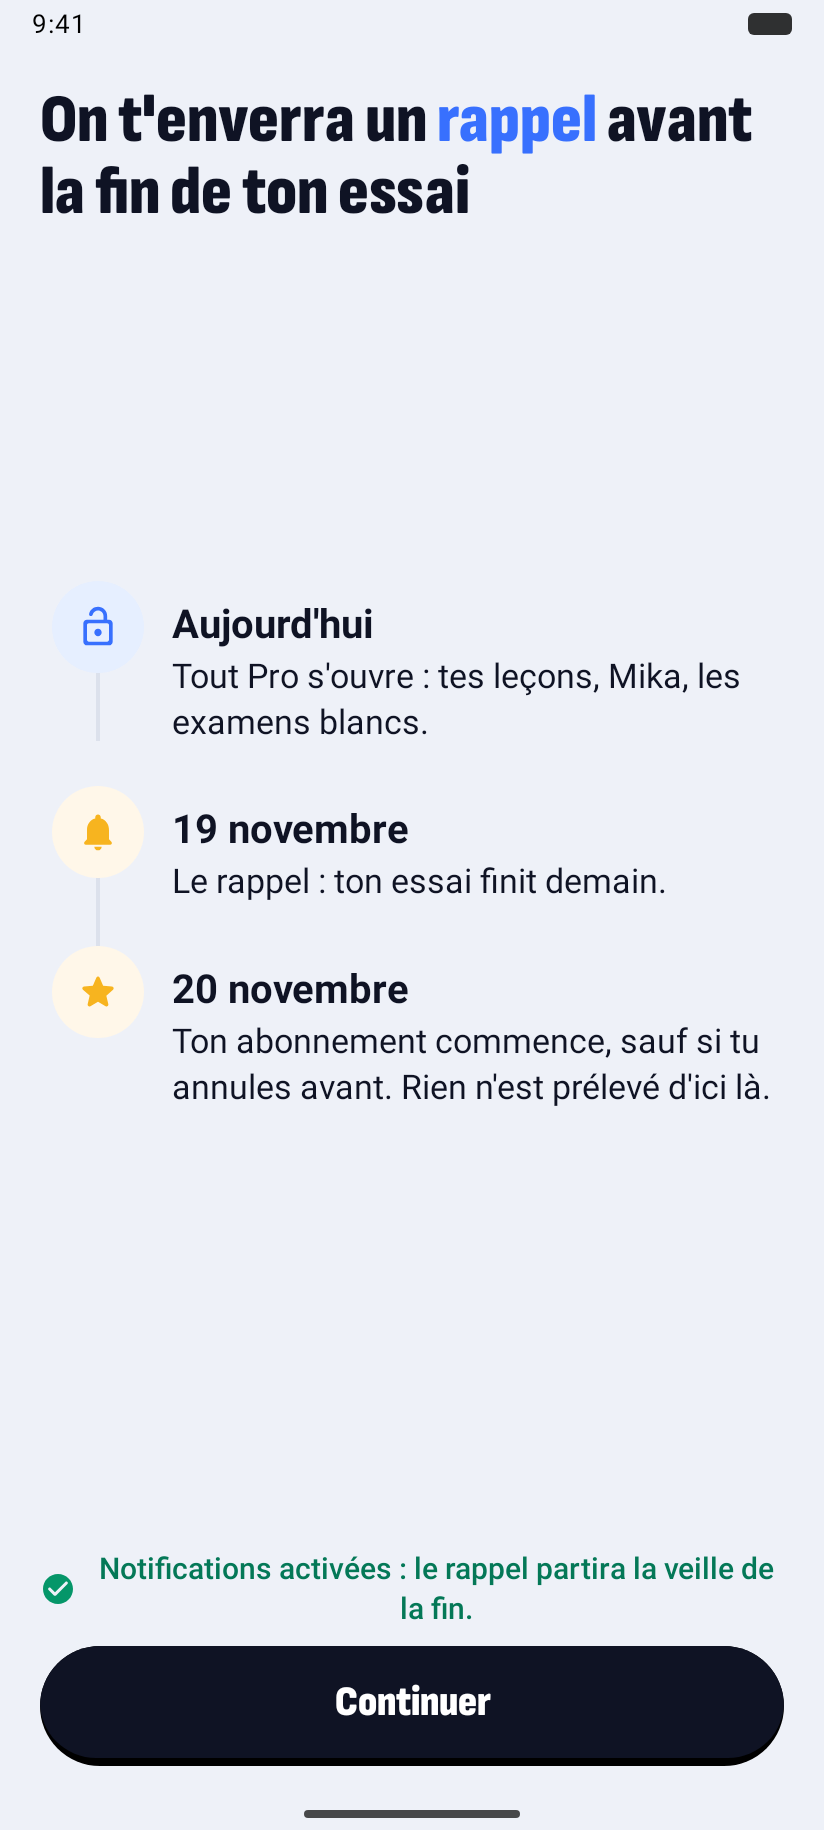 9:41
On t'enverra un rappel avant
la fin de ton essai
Aujourd'hui
Tout Pro s'ouvre : tes leçons, Mika, les
examens blancs.
19 novembre
Le rappel : ton essai finit demain.
20 novembre
Ton abonnement commence, sauf si tu
annules avant. Rien n'est prélevé d'ici là.
Notifications activées : le rappel partira la veille de
la fin.
Continuer